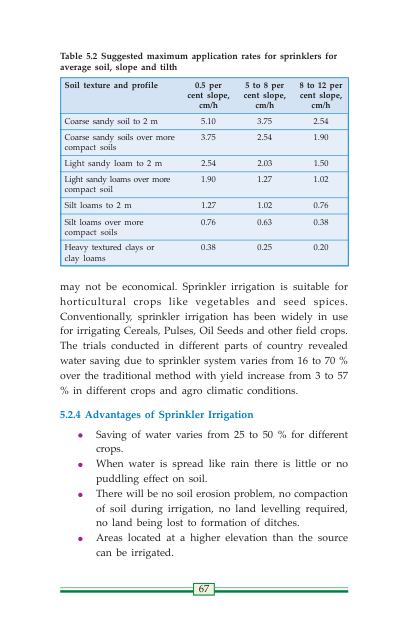 Table 5.2 Suggested maximum application rates for sprinklers for
average soil, slope and tilth
Soil texture and profile 0.5 per 5 to 8 per 8 to 12 per
cent slope, cent slope, cent slope,
cm/h cm/h cm/h
Coarse sandy soil to 2 m 5.10 3.75 2.54
Coarse sandy soils over more 3.75 2.54 1.90
compact soils
Light sandy loam to 2 m 2.54 2.03 1.50
Light sandy loams over more 1.90 1.27 1.02
compact soil
Silt loams to 2 m 1.27 1.02 0.76
Silt loams over more 0.76 0.63 0.38
compact soils
Heavy textured clays or 0.38 0.25 0.20
clay loams
may not be economical. Sprinkler irrigation is suitable for
horticultural crops like vegetables and seed spices.
Conventionally, sprinkler irrigation has been widely in use
for irrigating Cereals, Pulses, Oil Seeds and other field crops.
The trials conducted in different parts of country revealed
water saving due to sprinkler system varies from 16 to 70 %
over the traditional method with yield increase from 3 to 57
% in different crops and agro climatic conditions.
5.2.4 Advantages of Sprinkler Irrigation
● Saving of water varies from 25 to 50 % for different
crops.
● When water is spread like rain there is little or no
puddling effect on soil.
● There will be no soil erosion problem, no compaction
of soil during irrigation, no land levelling required,
no land being lost to formation of ditches.
● Areas located at a higher elevation than the source
can be irrigated.
67